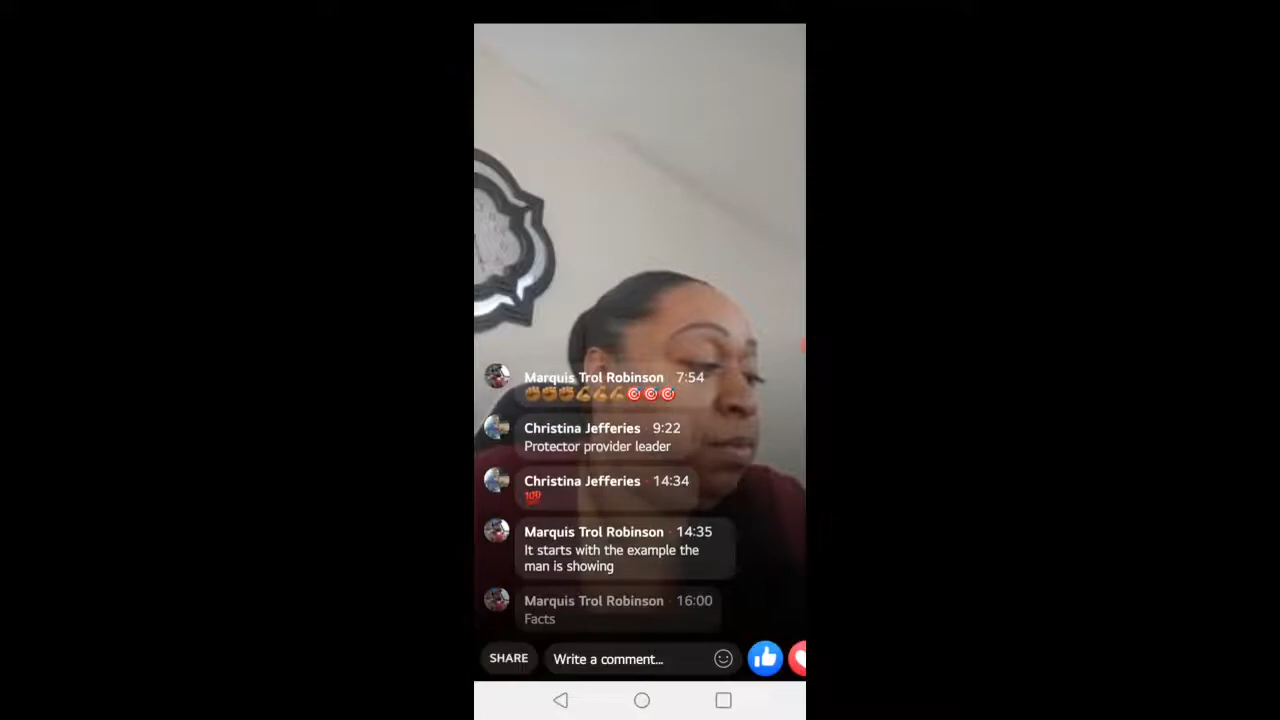 Marquis Trol Robinson · 7:54
✊🏾✊🏾✊🏾💪🏾💪🏾💪🏾🎯🎯🎯
Christina Jefferies · 9:22
Protector provider leader
Christina Jefferies · 14:34
💯
Marquis Trol Robinson · 14:35
It starts with the example the
man is showing
Marquis Trol Robinson · 16:00
Facts
SHARE
Write a comment...